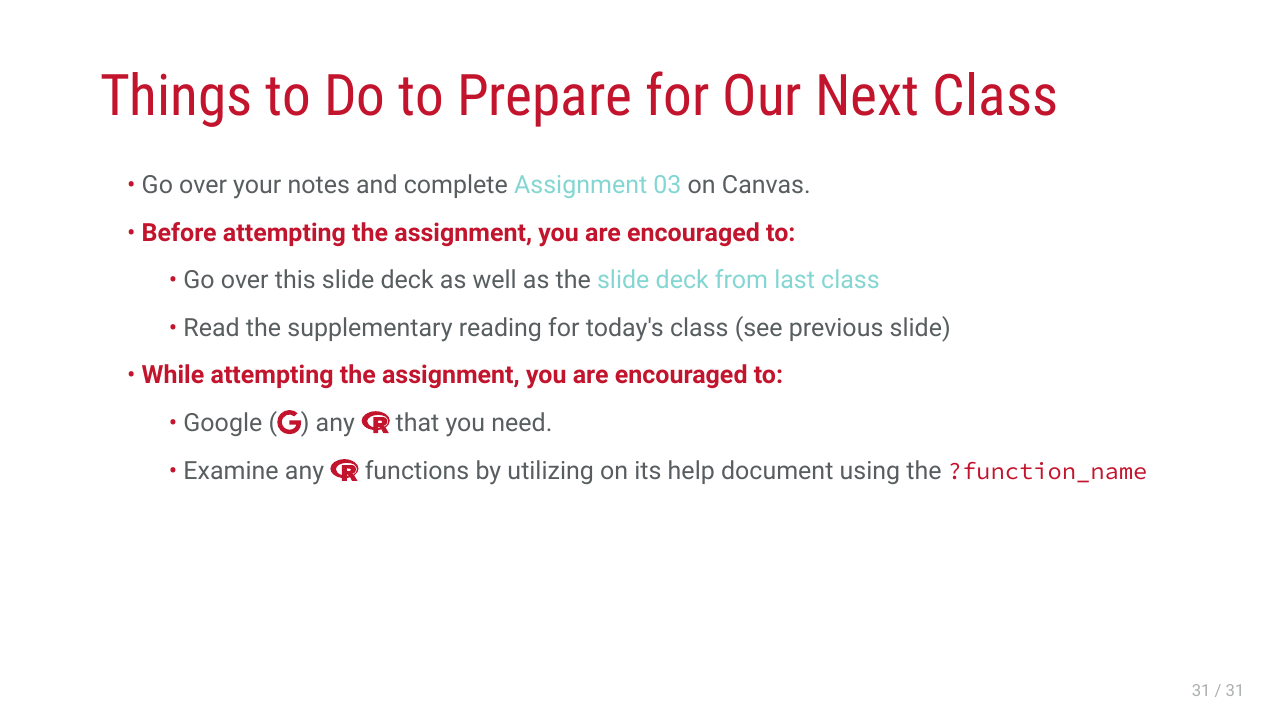 Things to Do to Prepare for Our Next Class
• Go over your notes and complete Assignment 03 on Canvas.
• Before attempting the assignment, you are encouraged to:
• Go over this slide deck as well as the slide deck from last class
• Read the supplementary reading for today's class (see previous slide)
• While attempting the assignment, you are encouraged to:
• Google (G) any R that you need.
• Examine any R functions by utilizing on its help document using the ?function_name
31 / 31